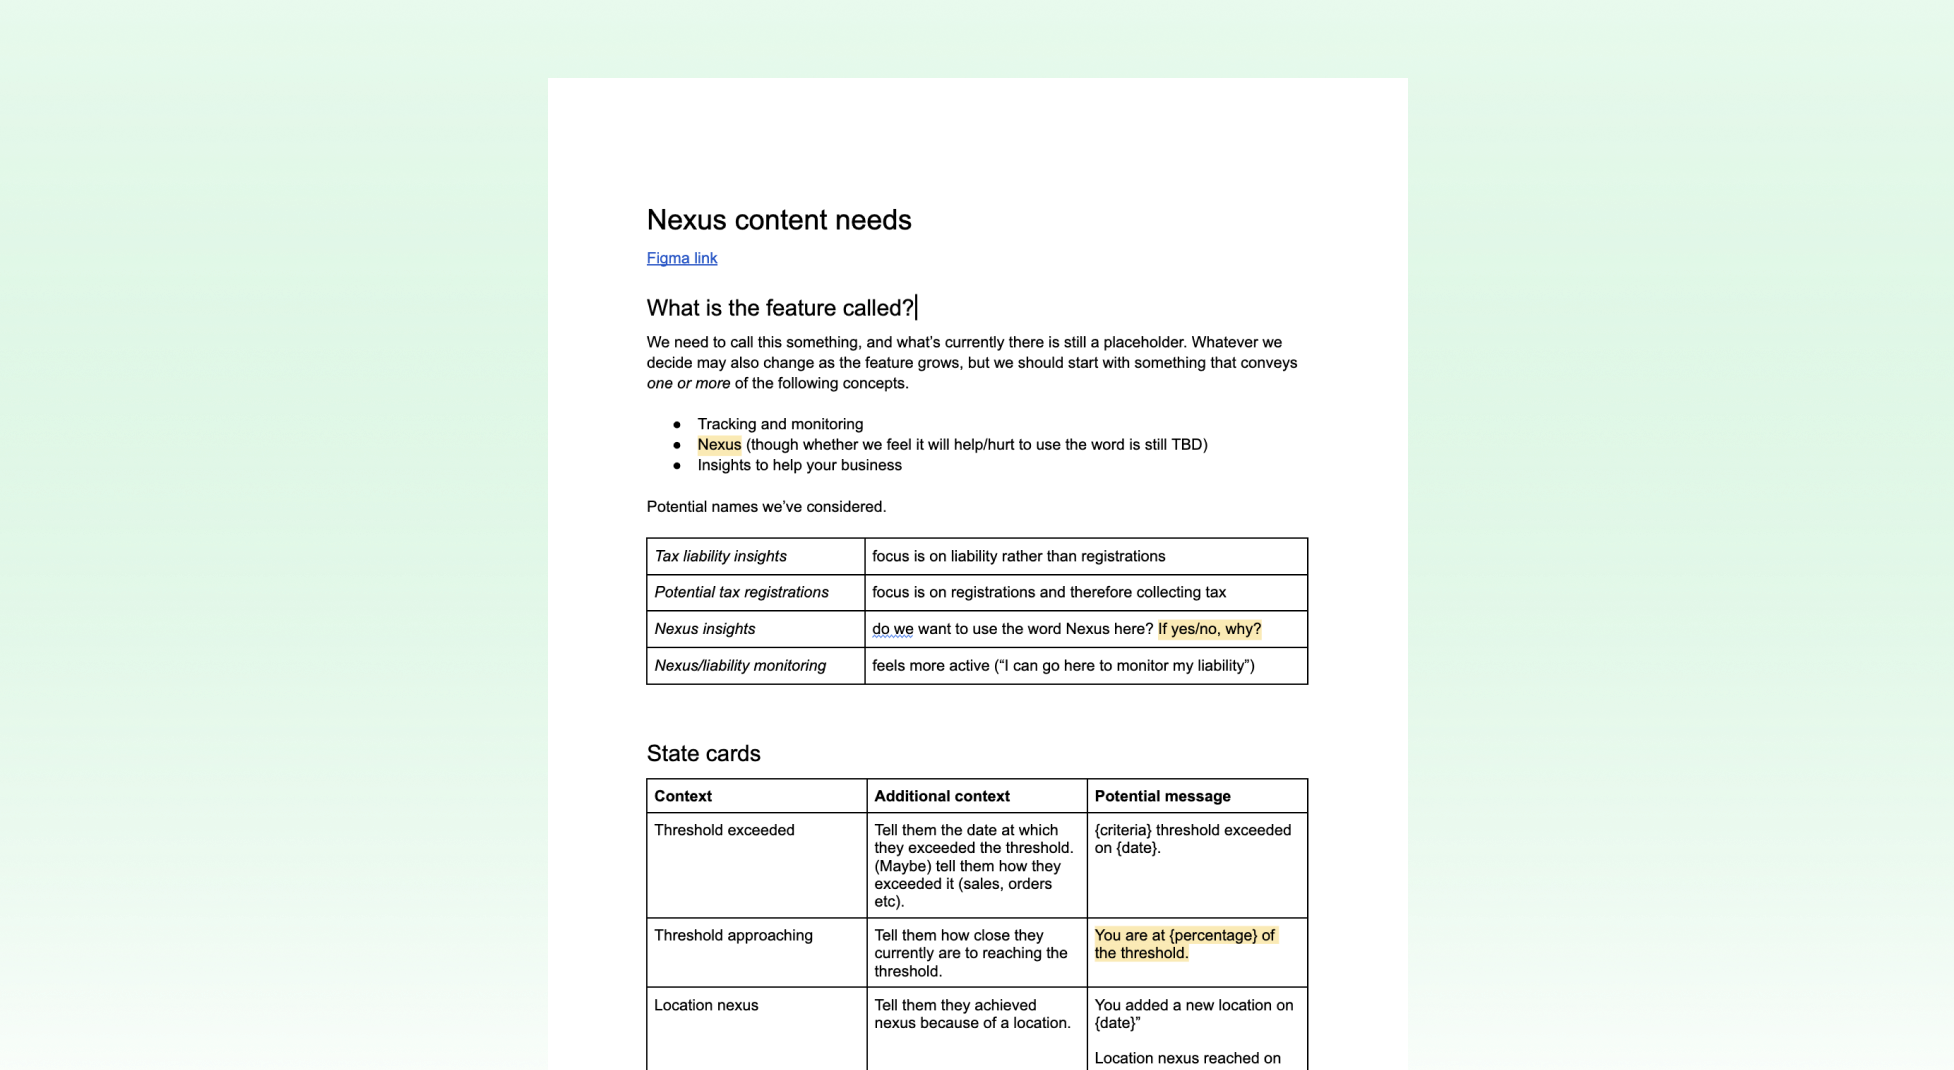 Nexus content needs
Figma link
What is the feature called?
We need to call this something, and what’s currently there is still a placeholder. Whatever we
decide may also change as the feature grows, but we should start with something that conveys
one or more of the following concepts.
● Tracking and monitoring
● Nexus (though whether we feel it will help/hurt to use the word is still TBD)
● Insights to help your business
Potential names we’ve considered.
Tax liability insights
focus is on liability rather than registrations
Potential tax registrations
focus is on registrations and therefore collecting tax
Nexus insights
do we want to use the word Nexus here? If yes/no, why?
Nexus/liability monitoring
feels more active (“I can go here to monitor my liability”)
State cards
Context
Additional context
Potential message
Threshold exceeded
Tell them the date at which
they exceeded the threshold.
(Maybe) tell them how they
exceeded it (sales, orders
etc).
{criteria} threshold exceeded
on {date}.
Threshold approaching
Tell them how close they
currently are to reaching the
threshold.
You are at {percentage} of
the threshold.
Location nexus
Tell them they achieved
nexus because of a location.
You added a new location on
{date}”
Location nexus reached on